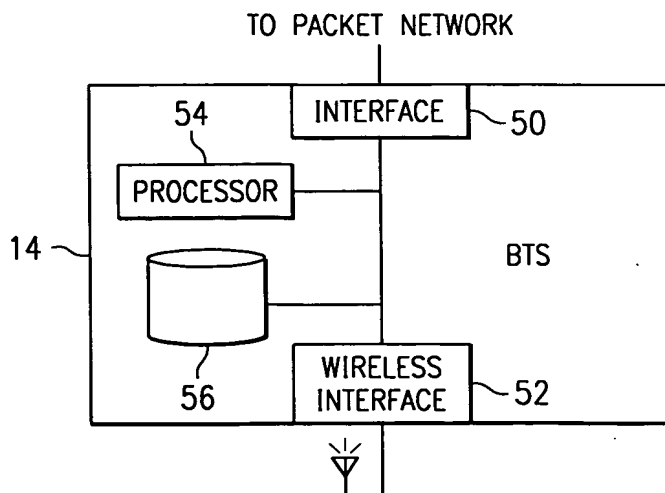 TO PACKET NETWORK
INTERFACE
50
54
PROCESSOR
14
BTS
56
WIRELESS
INTERFACE
52